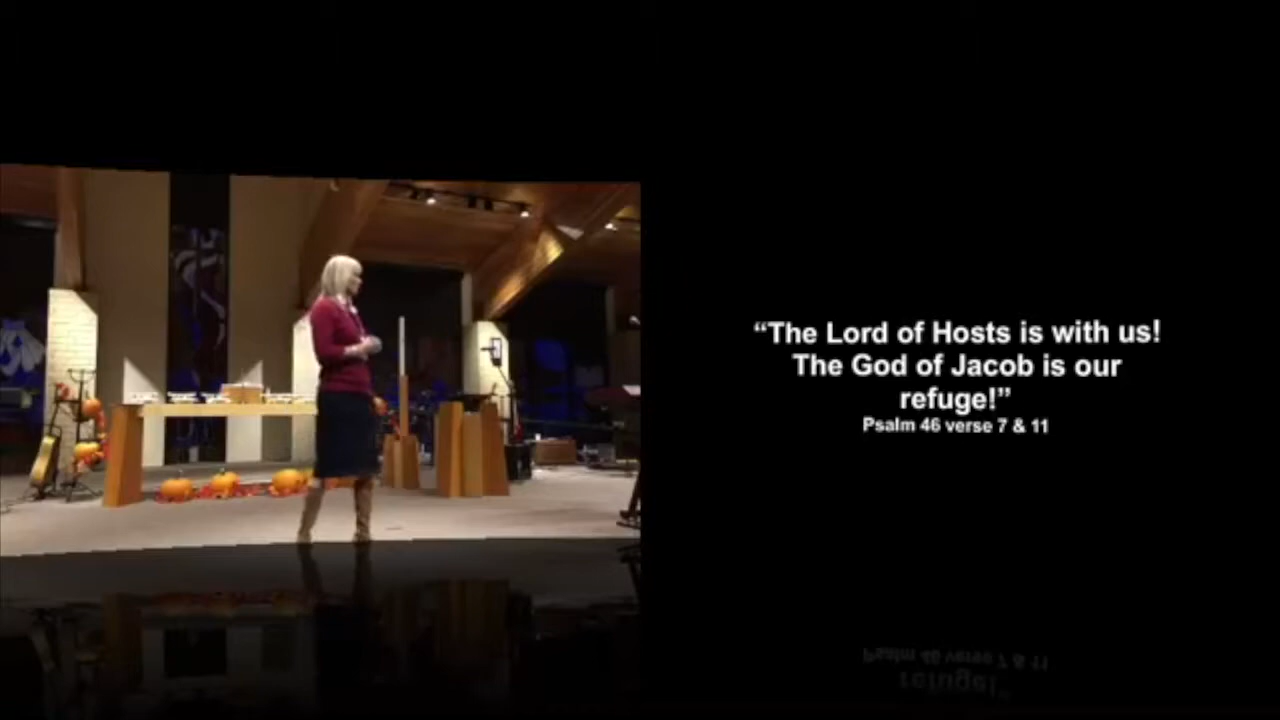 “The Lord of Hosts is with us!
The God of Jacob is our
refuge!”
Psalm 46 verse 7 & 11